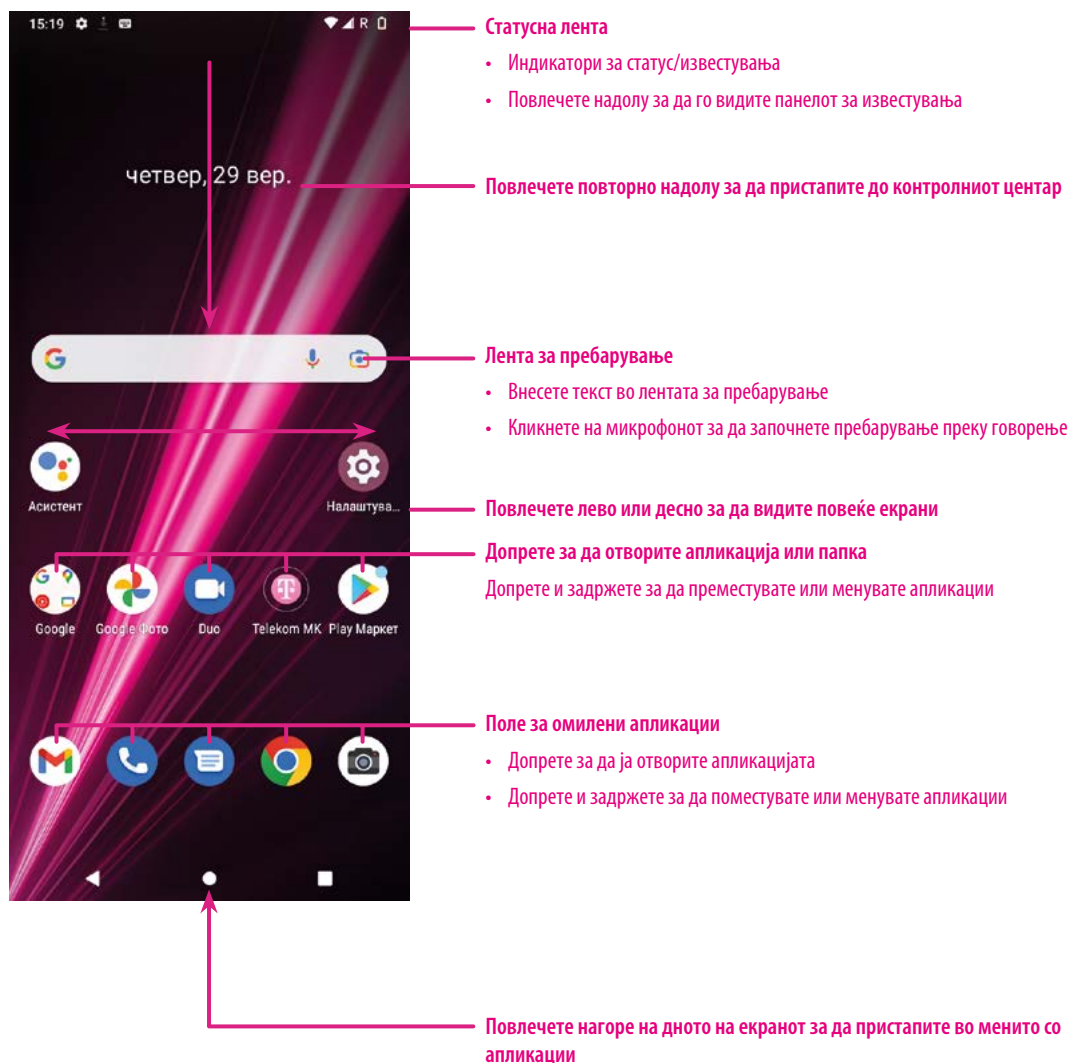 15:19
R
Статусна лента
• Индикатори за статус/известувања
• Повлечете надолу за да го видите панелот за известувања
четвер, 29 вер.
Повлечете повторно надолу за да пристапите до контролниот центар
Лента за пребарување
• Внесете текст во лентата за пребарување
• Кликнете на микрофонот за да започнете пребарување преку говорење
Асистент
Налаштува...
Повлечете лево или десно за да видите повеќе екрани
Допрете за да отворите апликација или папка
Допрете и задржете за да преместувате или менувате апликации
Google
Google Фото
Duo
Telekom MK
Play Маркет
Поле за омилени апликации
• Допрете за да ја отворите апликацијата
• Допрете и задржете за да поместувате или менувате апликации
Повлечете нагоре на дното на екранот за да пристапите во менито со
апликации